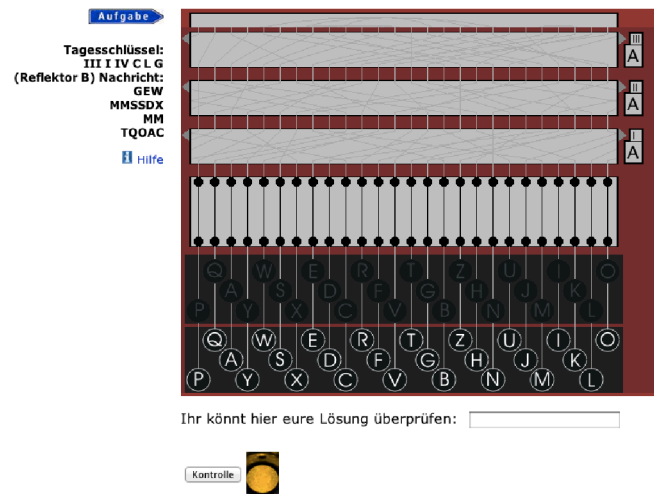 Aufgabe
Tagesschlüssel:
III I IV C L G
(Reflektor B) Nachricht:
GEW
MMSSDX
MM
TQOAC
i Hilfe
III
A
II
A
I
A
Q W E R T Z U I O
A S D F G H J K
P Y X C V B N M L
Q W E R T Z U I O
A S D F G H J K
P Y X C V B N M L
Ihr könnt hier eure Lösung überprüfen:
Kontrolle